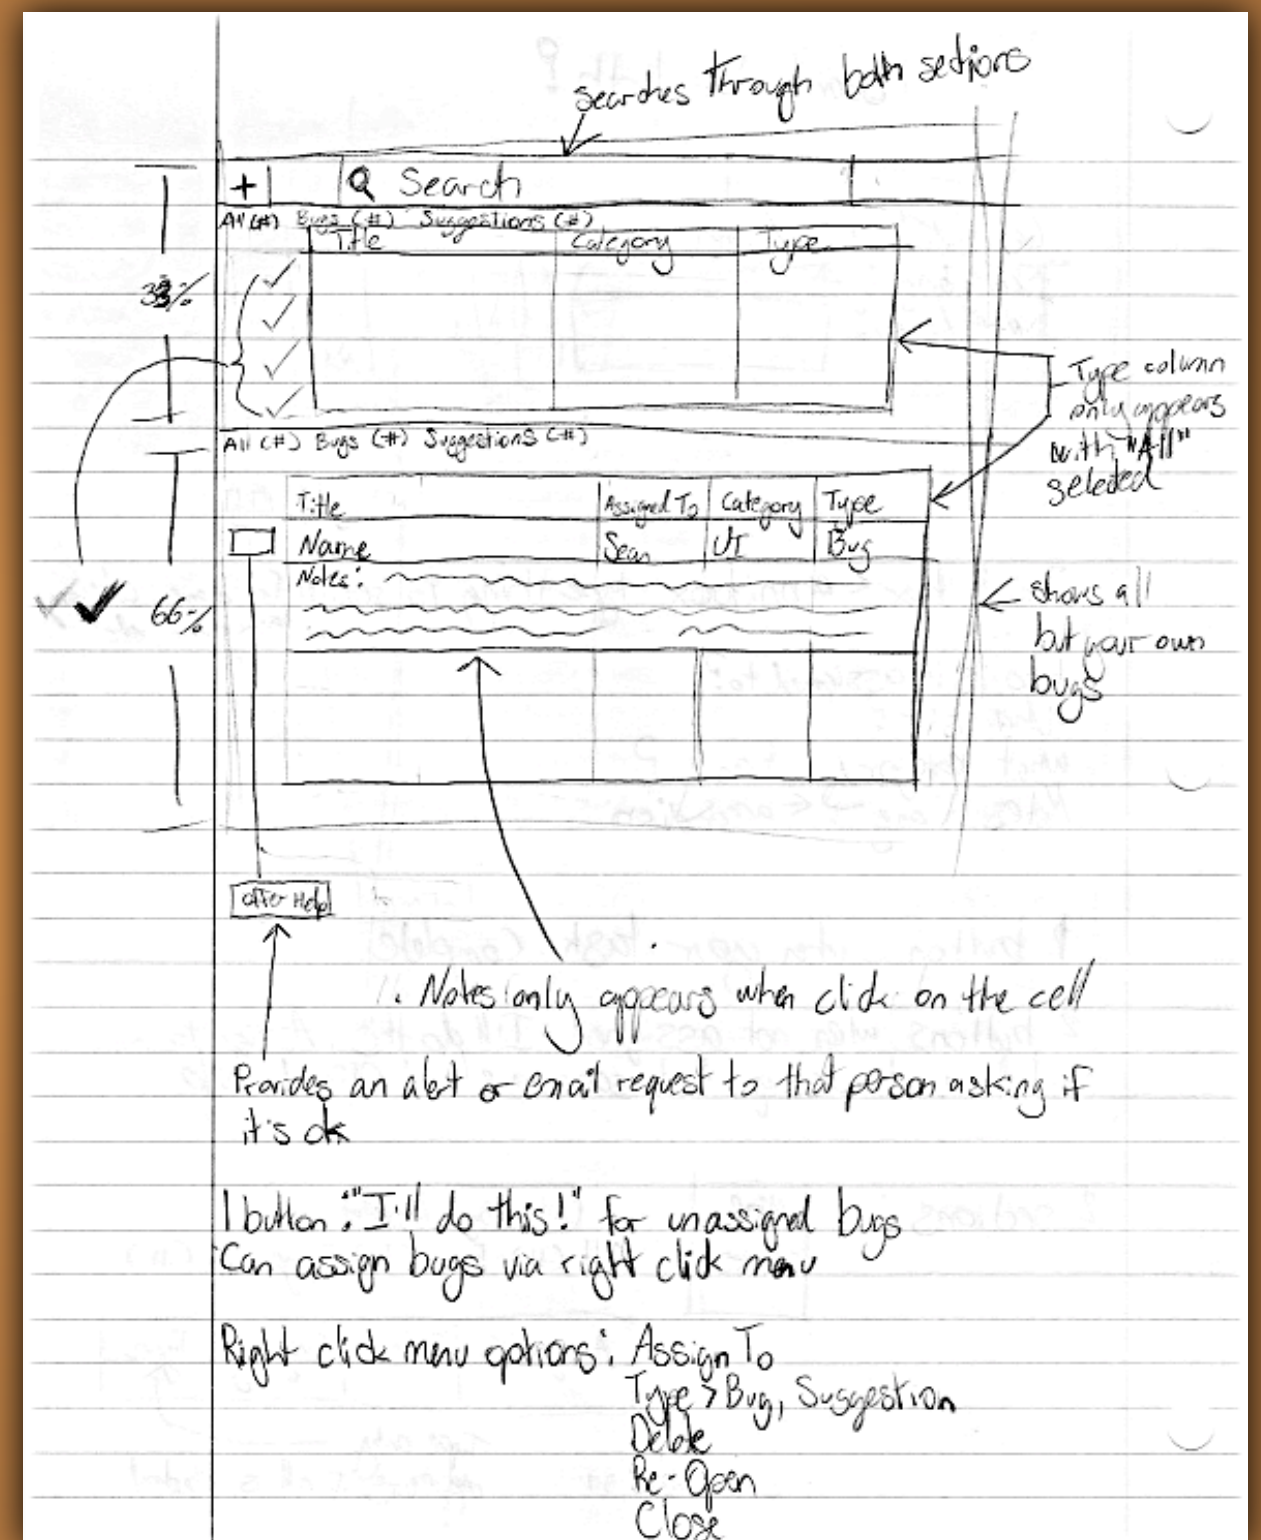 searches through both sections
+ Search
All (#) Bugs (#) Suggestions (#)
Title Category Type
33%
Type column
only appears
with "All"
selected
All (#) Bugs (#) Suggestions (#)
Title Assigned To Category Type
Name Sean UI Bug
Notes:
66%
shows all
but your own
bugs
Offer Help
Notes only appears when click on the cell
Provides an alert or email request to that person asking if
it's ok
1 button: "I'll do this!" for unassigned bugs
Can assign bugs via right click menu
Right click menu options: Assign To
Type > Bug, Suggestion
Delete
Re-Open
Close